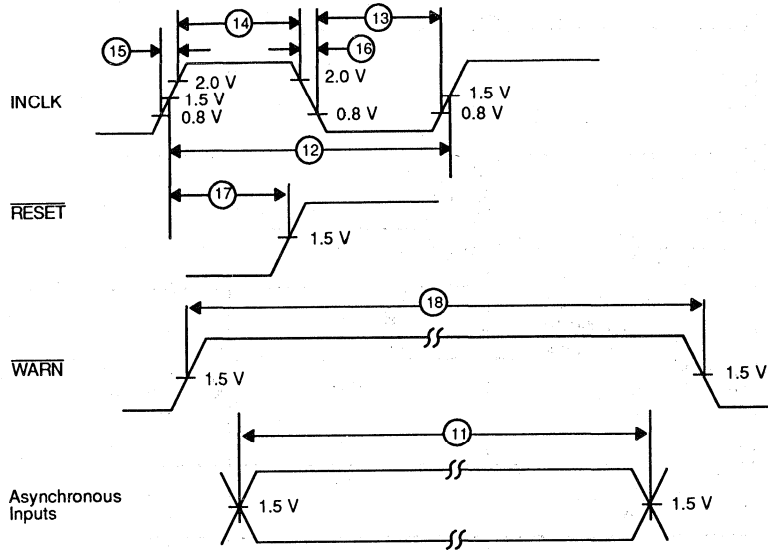 14
13
15
16
2.0 V
2.0 V
INCLK
1.5 V
0.8 V
0.8 V
1.5 V
0.8 V
12
17
RESET
1.5 V
18
WARN
1.5 V
1.5 V
11
Asynchronous
Inputs
1.5 V
1.5 V